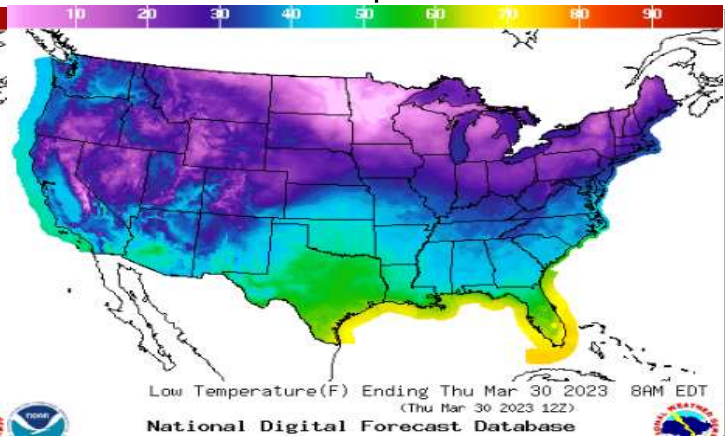 10 20 30 40 50 60 70 80 90
Low Temperature(F) Ending Thu Mar 30 2023 8AM EDT
(Thu Mar 30 2023 12Z)
National Digital Forecast Database
noaa